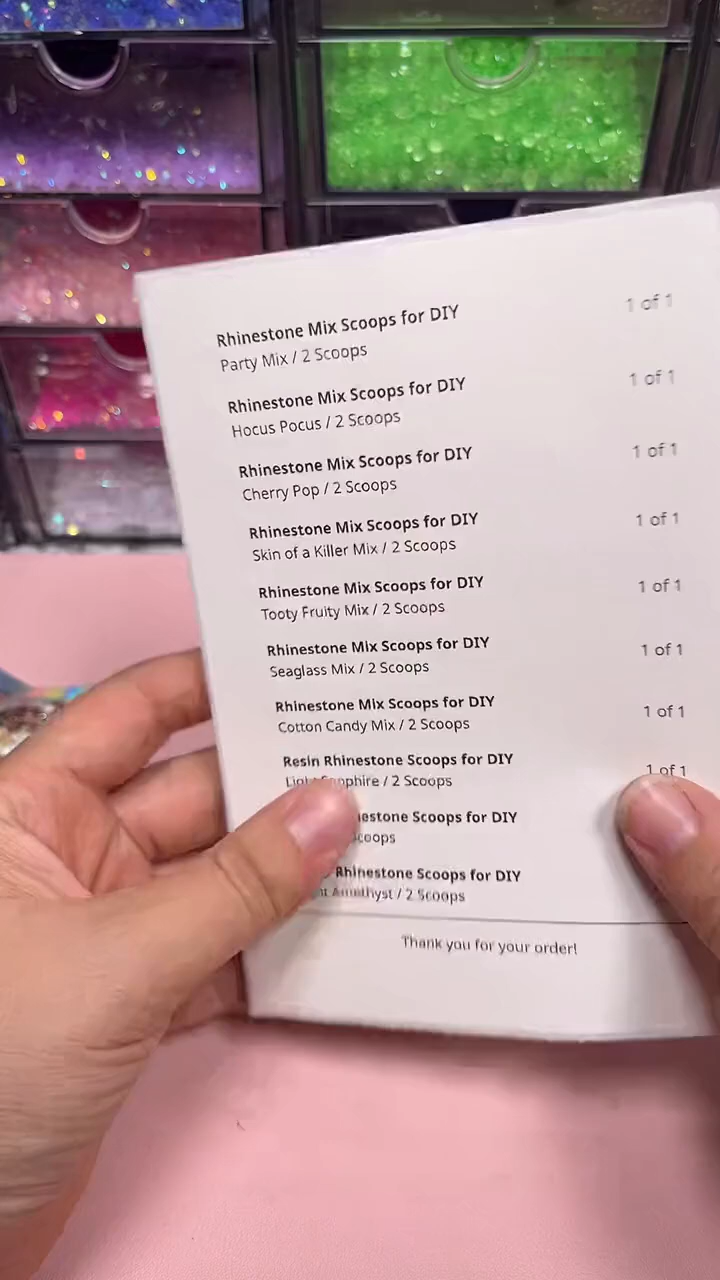 Rhinestone Mix Scoops for DIY 1 of 1
Party Mix / 2 Scoops
Rhinestone Mix Scoops for DIY 1 of 1
Hocus Pocus / 2 Scoops
Rhinestone Mix Scoops for DIY 1 of 1
Cherry Pop / 2 Scoops
Rhinestone Mix Scoops for DIY 1 of 1
Skin of a Killer Mix / 2 Scoops
Rhinestone Mix Scoops for DIY 1 of 1
Tooty Fruity Mix / 2 Scoops
Rhinestone Mix Scoops for DIY 1 of 1
Seaglass Mix / 2 Scoops
Rhinestone Mix Scoops for DIY 1 of 1
Cotton Candy Mix / 2 Scoops
Resin Rhinestone Scoops for DIY 1 of 1
Light Sapphire / 2 Scoops
Scoops for DIY
Scoops
Rhinestone Scoops for DIY
Amethyst / 2 Scoops
Thank you for your order!